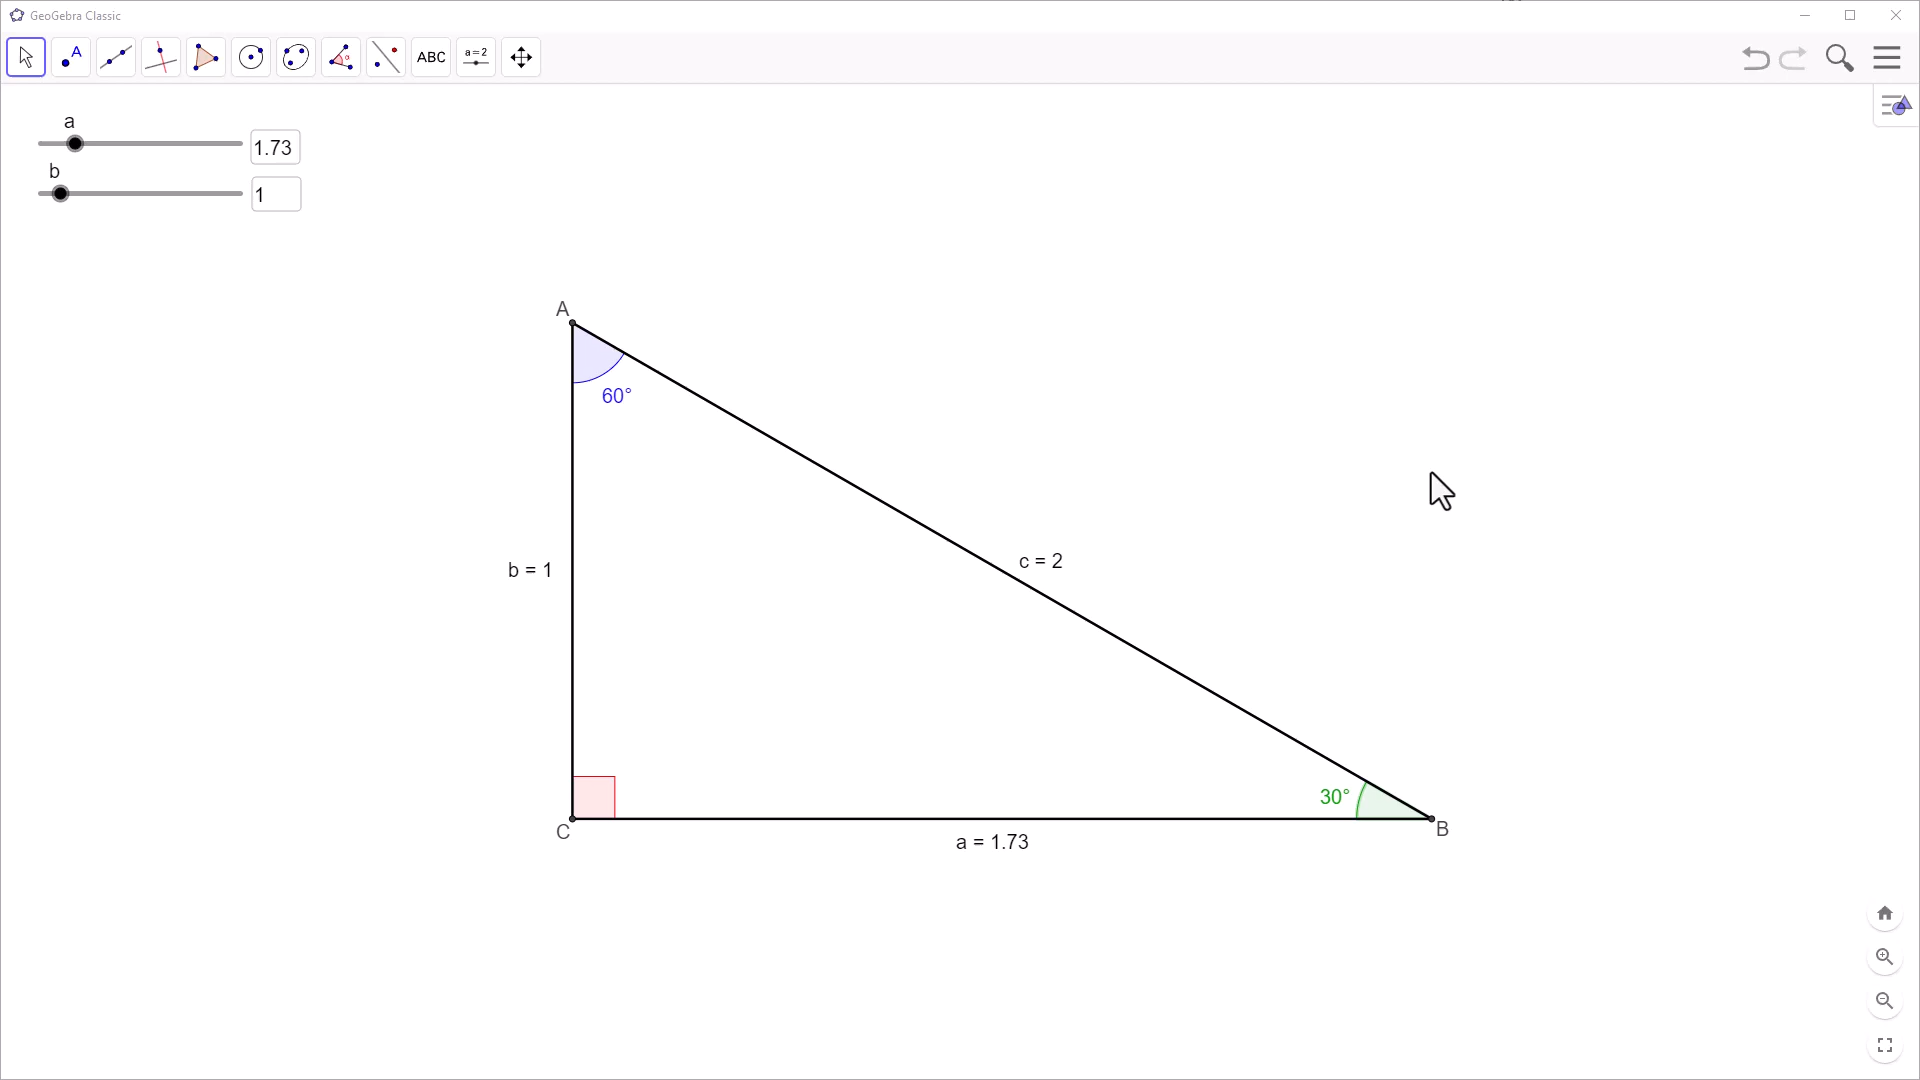 GeoGebra Classic
A
α
ABC
a=2
a
1.73
b
1
A
60°
b = 1
c = 2
30°
C
B
a = 1.73